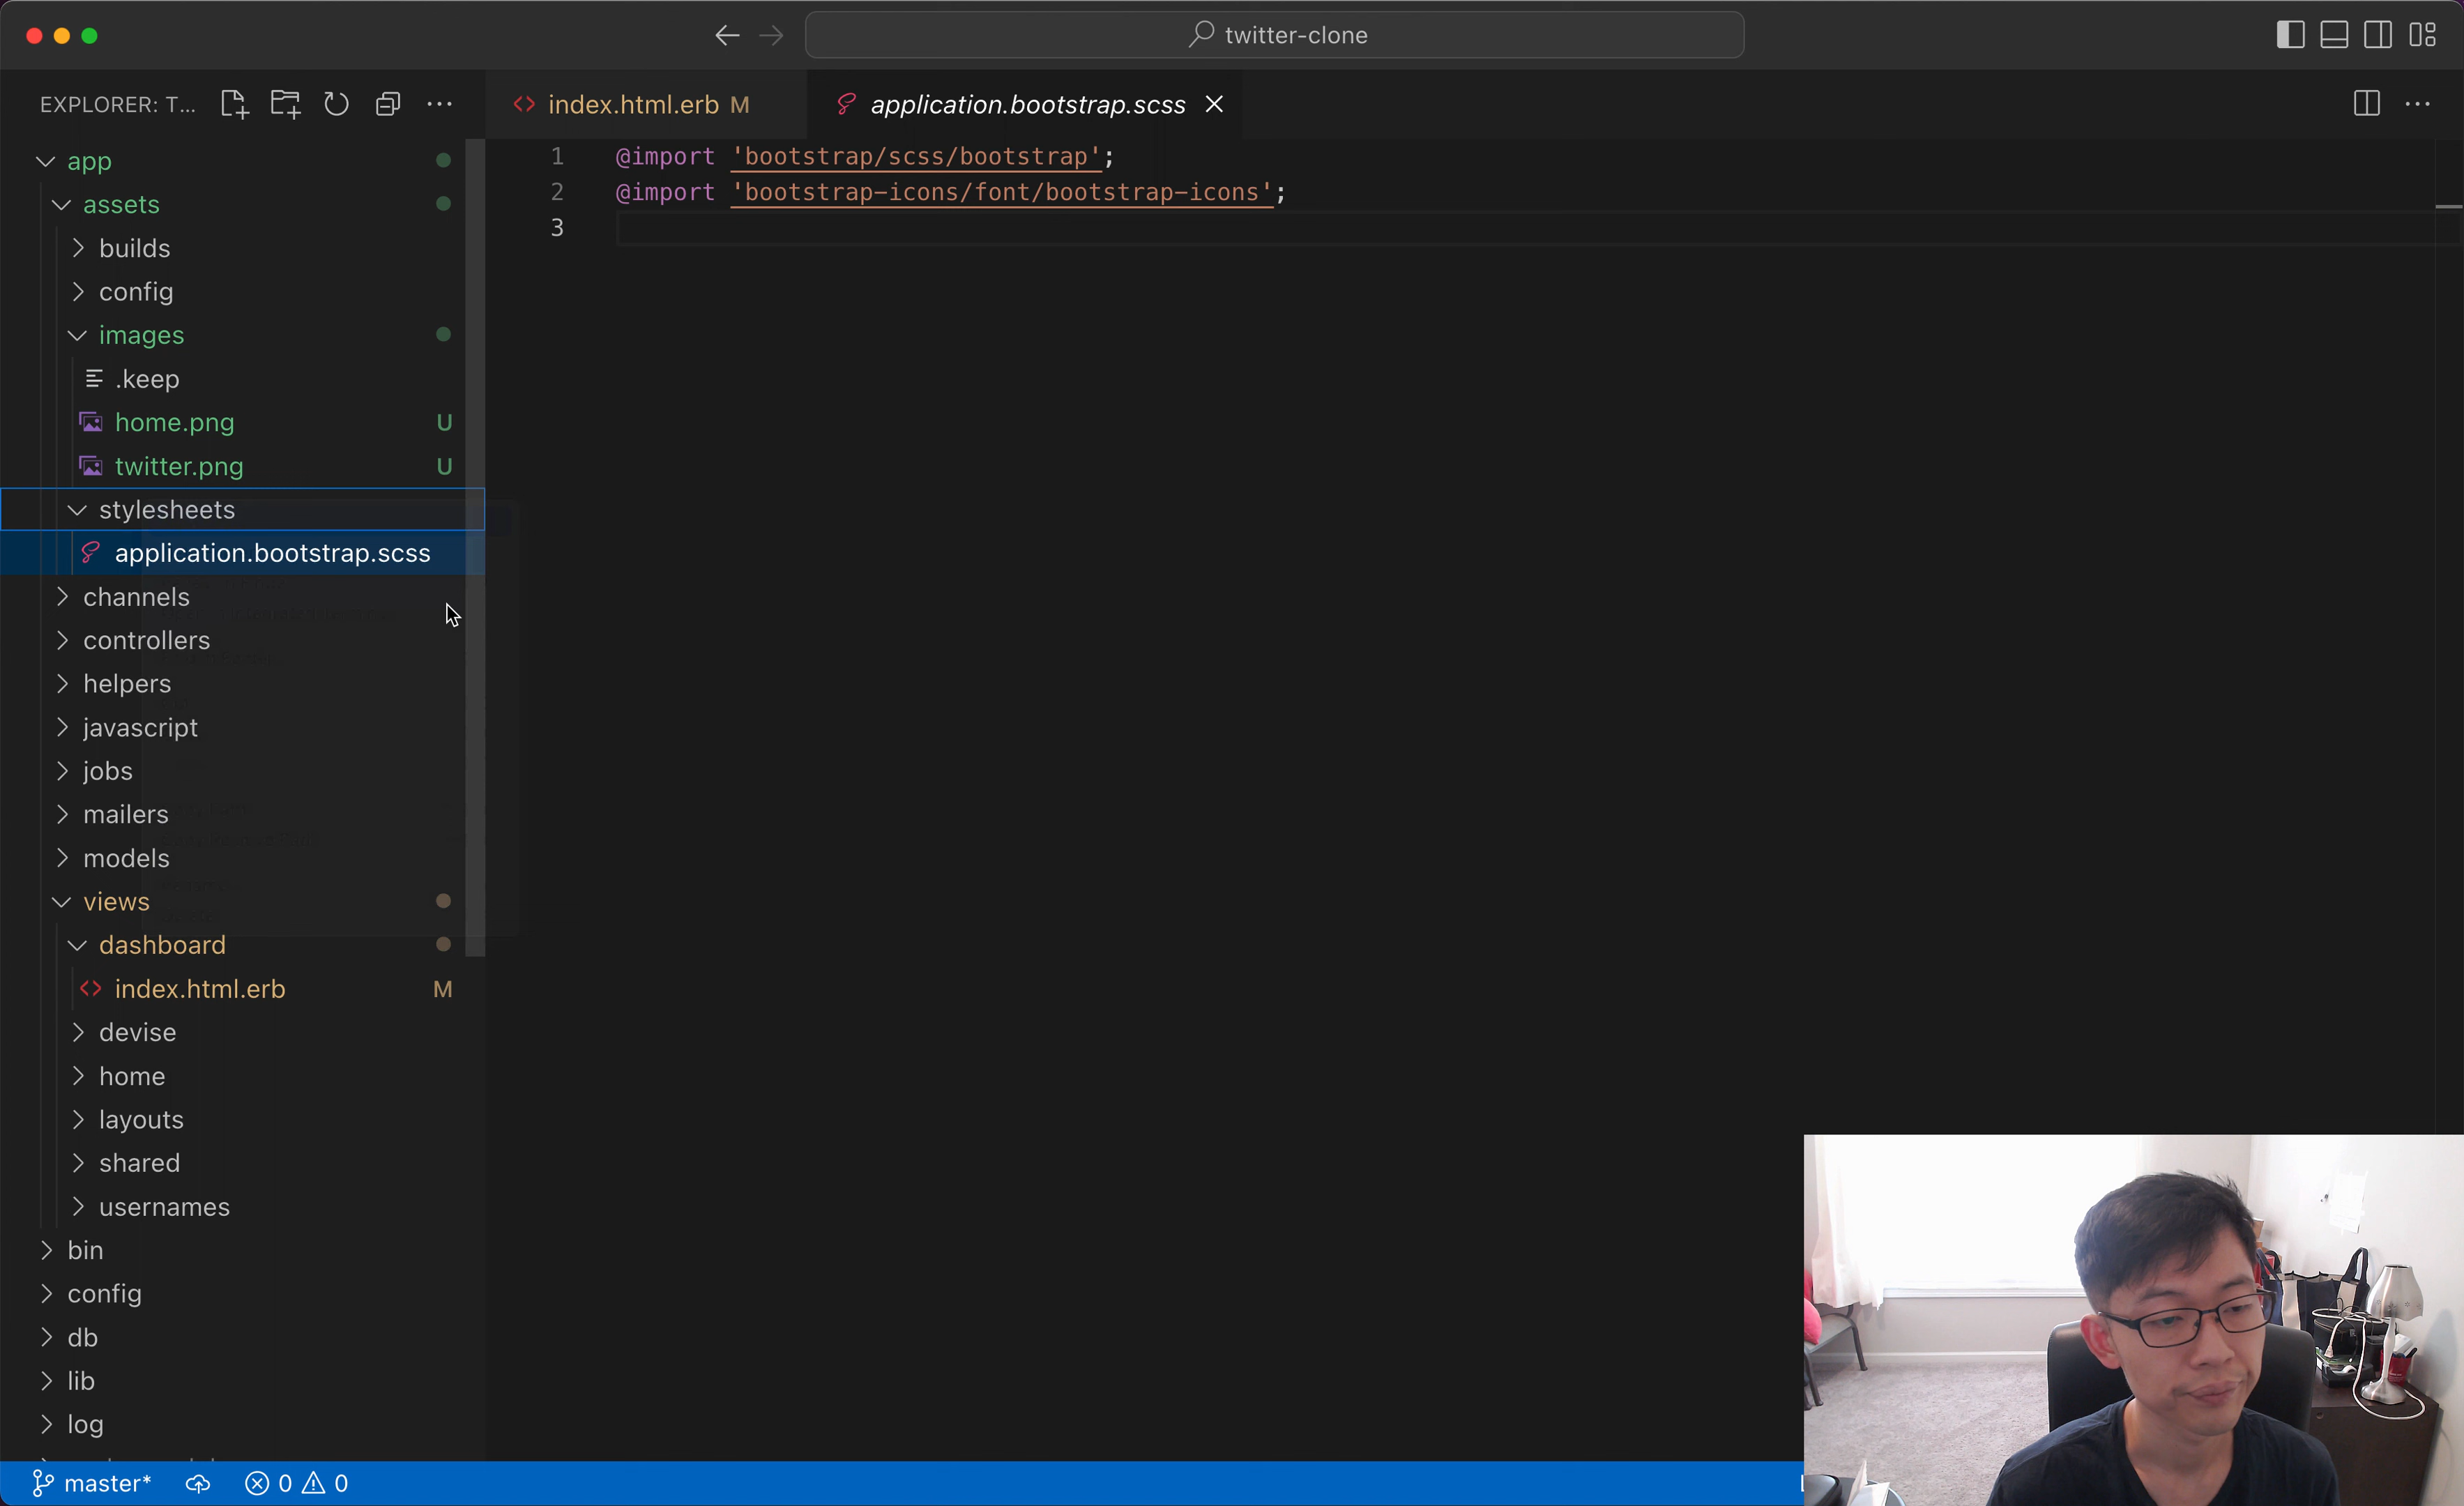 twitter-clone
EXPLORER: T...
index.html.erb M
application.bootstrap.scss
app
assets
builds
config
images
.keep
home.png U
twitter.png U
stylesheets
application.bootstrap.scss
channels
controllers
helpers
javascript
jobs
mailers
models
views
dashboard
index.html.erb M
devise
home
layouts
shared
usernames
bin
config
db
lib
log
1 @import 'bootstrap/scss/bootstrap';
2 @import 'bootstrap-icons/font/bootstrap-icons';
3
master* 0 0